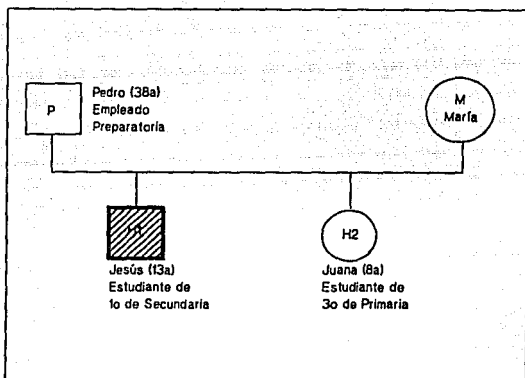 P
Pedro (38a)
Empleado
Preparatoria
M
María
H1
Jesús (13a)
Estudiante de
1o de Secundaria
H2
Juana (8a)
Estudiante de
3o de Primaria